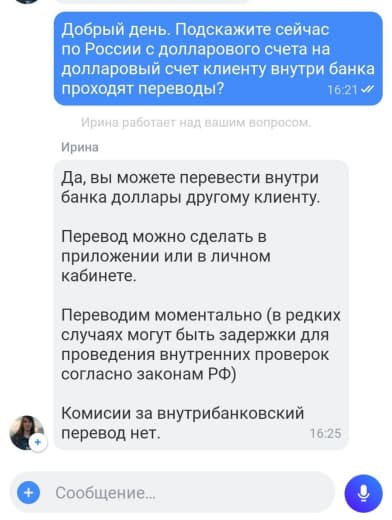 Добрый день. Подскажите сейчас
по России с долларового счета на
долларовый счет клиенту внутри банка
проходят переводы?
16:21
Ирина работает над вашим вопросом.
Ирина
Да, вы можете перевести внутри
банка доллары другому клиенту.
Перевод можно сделать в
приложении или в личном
кабинете.
Переводим моментально (в редких
случаях могут быть задержки для
проведения внутренних проверок
согласно законам РФ)
Комисии за внутрибанковский
перевод нет.
16:25
Сообщение...